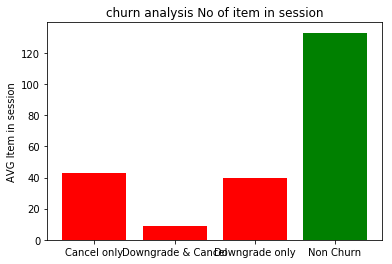 churn analysis No of item in session
AVG Item in session
120
100
80
60
40
20
0
Cancel only
Downgrade & Cancel
Downgrade only
Non Churn